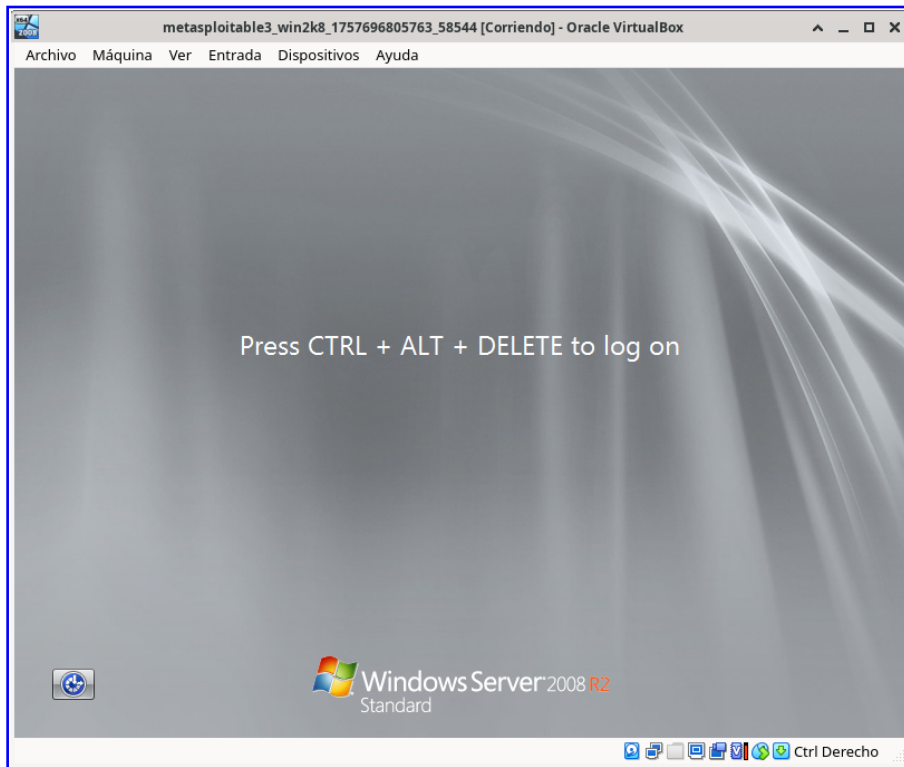 metasploitable3_win2k8_1757696805763_58544 [Corriendo] - Oracle VirtualBox
Archivo Máquina Ver Entrada Dispositivos Ayuda
Press CTRL + ALT + DELETE to log on
Windows Server 2008 R2
Standard
Ctrl Derecho